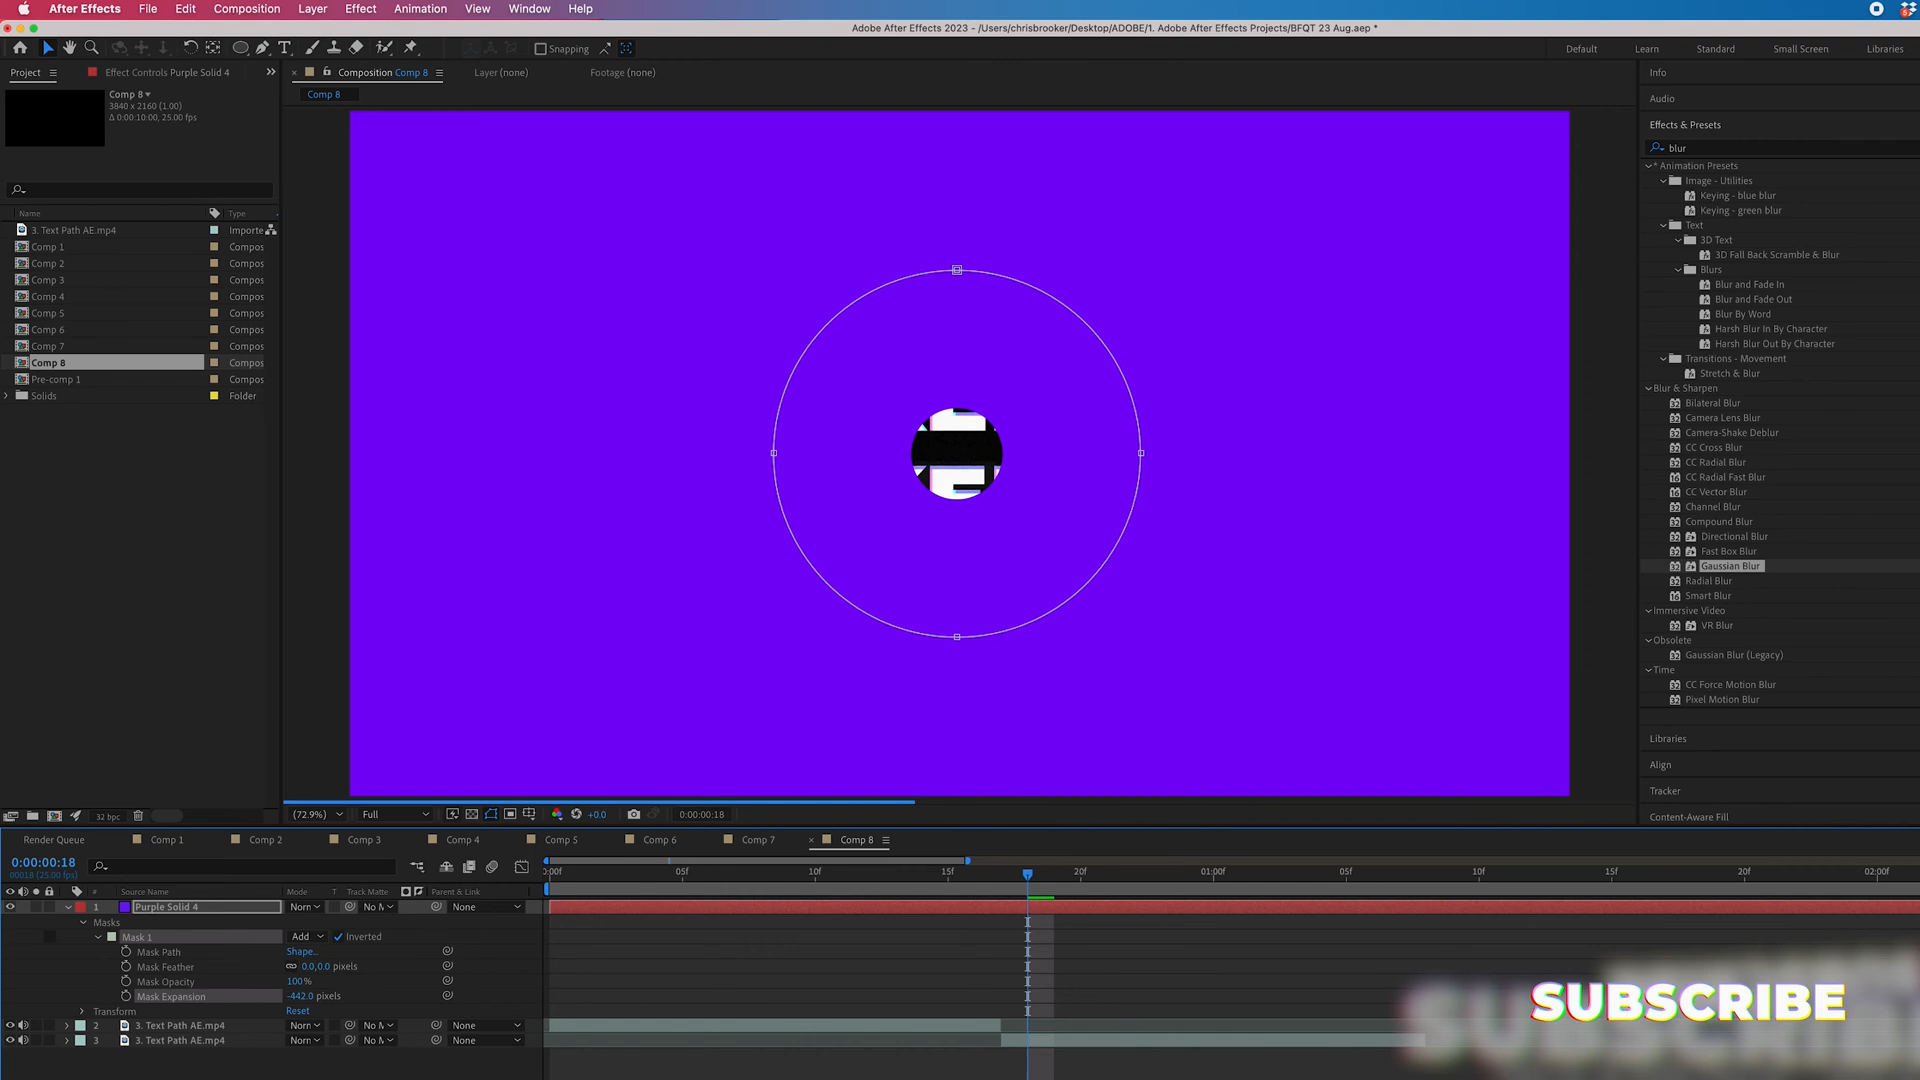 After Effects File Edit Composition Layer Effect Animation View Window Help
Adobe After Effects 2023 - /Users/chrisbrooker/Desktop/ADOBE/1. Adobe After Effects Projects/BFQT 23 Aug.aep *
Snapping Default Learn Standard Small Screen Libraries
Project Effect Controls Purple Solid 4 Composition Comp 8 Layer (none) Footage (none) Info
Comp 8 Comp 8
3840 x 2160 (1.00)
Δ 0:00:10:00, 25.00 fps
Audio
Effects & Presets
blur
* Animation Presets
Image - Utilities
Keying - blue blur
Keying - green blur
Text
3D Text
3D Fall Back Scramble & Blur
Blurs
Blur and Fade In
Blur and Fade Out
Blur By Word
Harsh Blur In By Character
Harsh Blur Out By Character
Transitions - Movement
Stretch & Blur
Blur & Sharpen
Bilateral Blur
Camera Lens Blur
Camera-Shake Deblur
CC Cross Blur
CC Radial Blur
CC Radial Fast Blur
CC Vector Blur
Channel Blur
Compound Blur
Directional Blur
Fast Box Blur
Gaussian Blur
Radial Blur
Smart Blur
Immersive Video
VR Blur
Obsolete
Gaussian Blur (Legacy)
Time
CC Force Motion Blur
Pixel Motion Blur
Libraries
Align
Tracker
Content-Aware Fill
Name Type
3. Text Path AE.mp4 Importe
Comp 1 Compos
Comp 2 Compos
Comp 3 Compos
Comp 4 Compos
Comp 5 Compos
Comp 6 Compos
Comp 7 Compos
Comp 8 Compos
Pre-comp 1 Compos
Solids Folder
32 bpc (72.9%) Full +0.0 0:00:00:18
Render Queue Comp 1 Comp 2 Comp 3 Comp 4 Comp 5 Comp 6 Comp 7 Comp 8
0:00:00:18
00018 (25.00 fps)
0:00f 05f 10f 15f 20f 01:00f 05f 10f 15f 20f 02:00f
# Source Name Mode T Track Matte Parent & Link
1 Purple Solid 4 Norn No M None
Masks
Mask 1 Add Inverted
Mask Path Shape...
Mask Feather 0.0,0.0 pixels
Mask Opacity 100%
Mask Expansion -442.0 pixels
Transform Reset
2 3. Text Path AE.mp4 Norn No M None
3 3. Text Path AE.mp4 Norn No M None
SUBSCRIBE